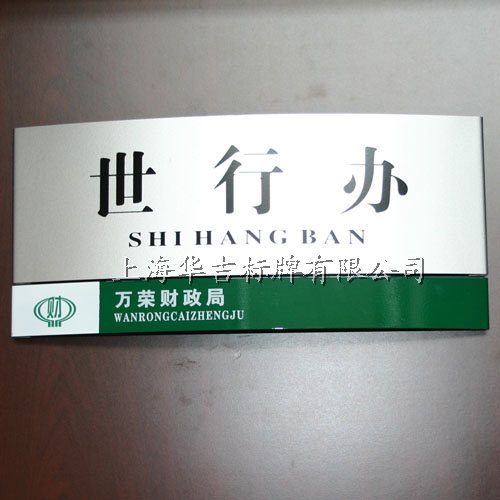 世行办
SHI HANG BAN
上海华吉标牌有限公司
财
万荣财政局
WANRONGCAIZHENGJU